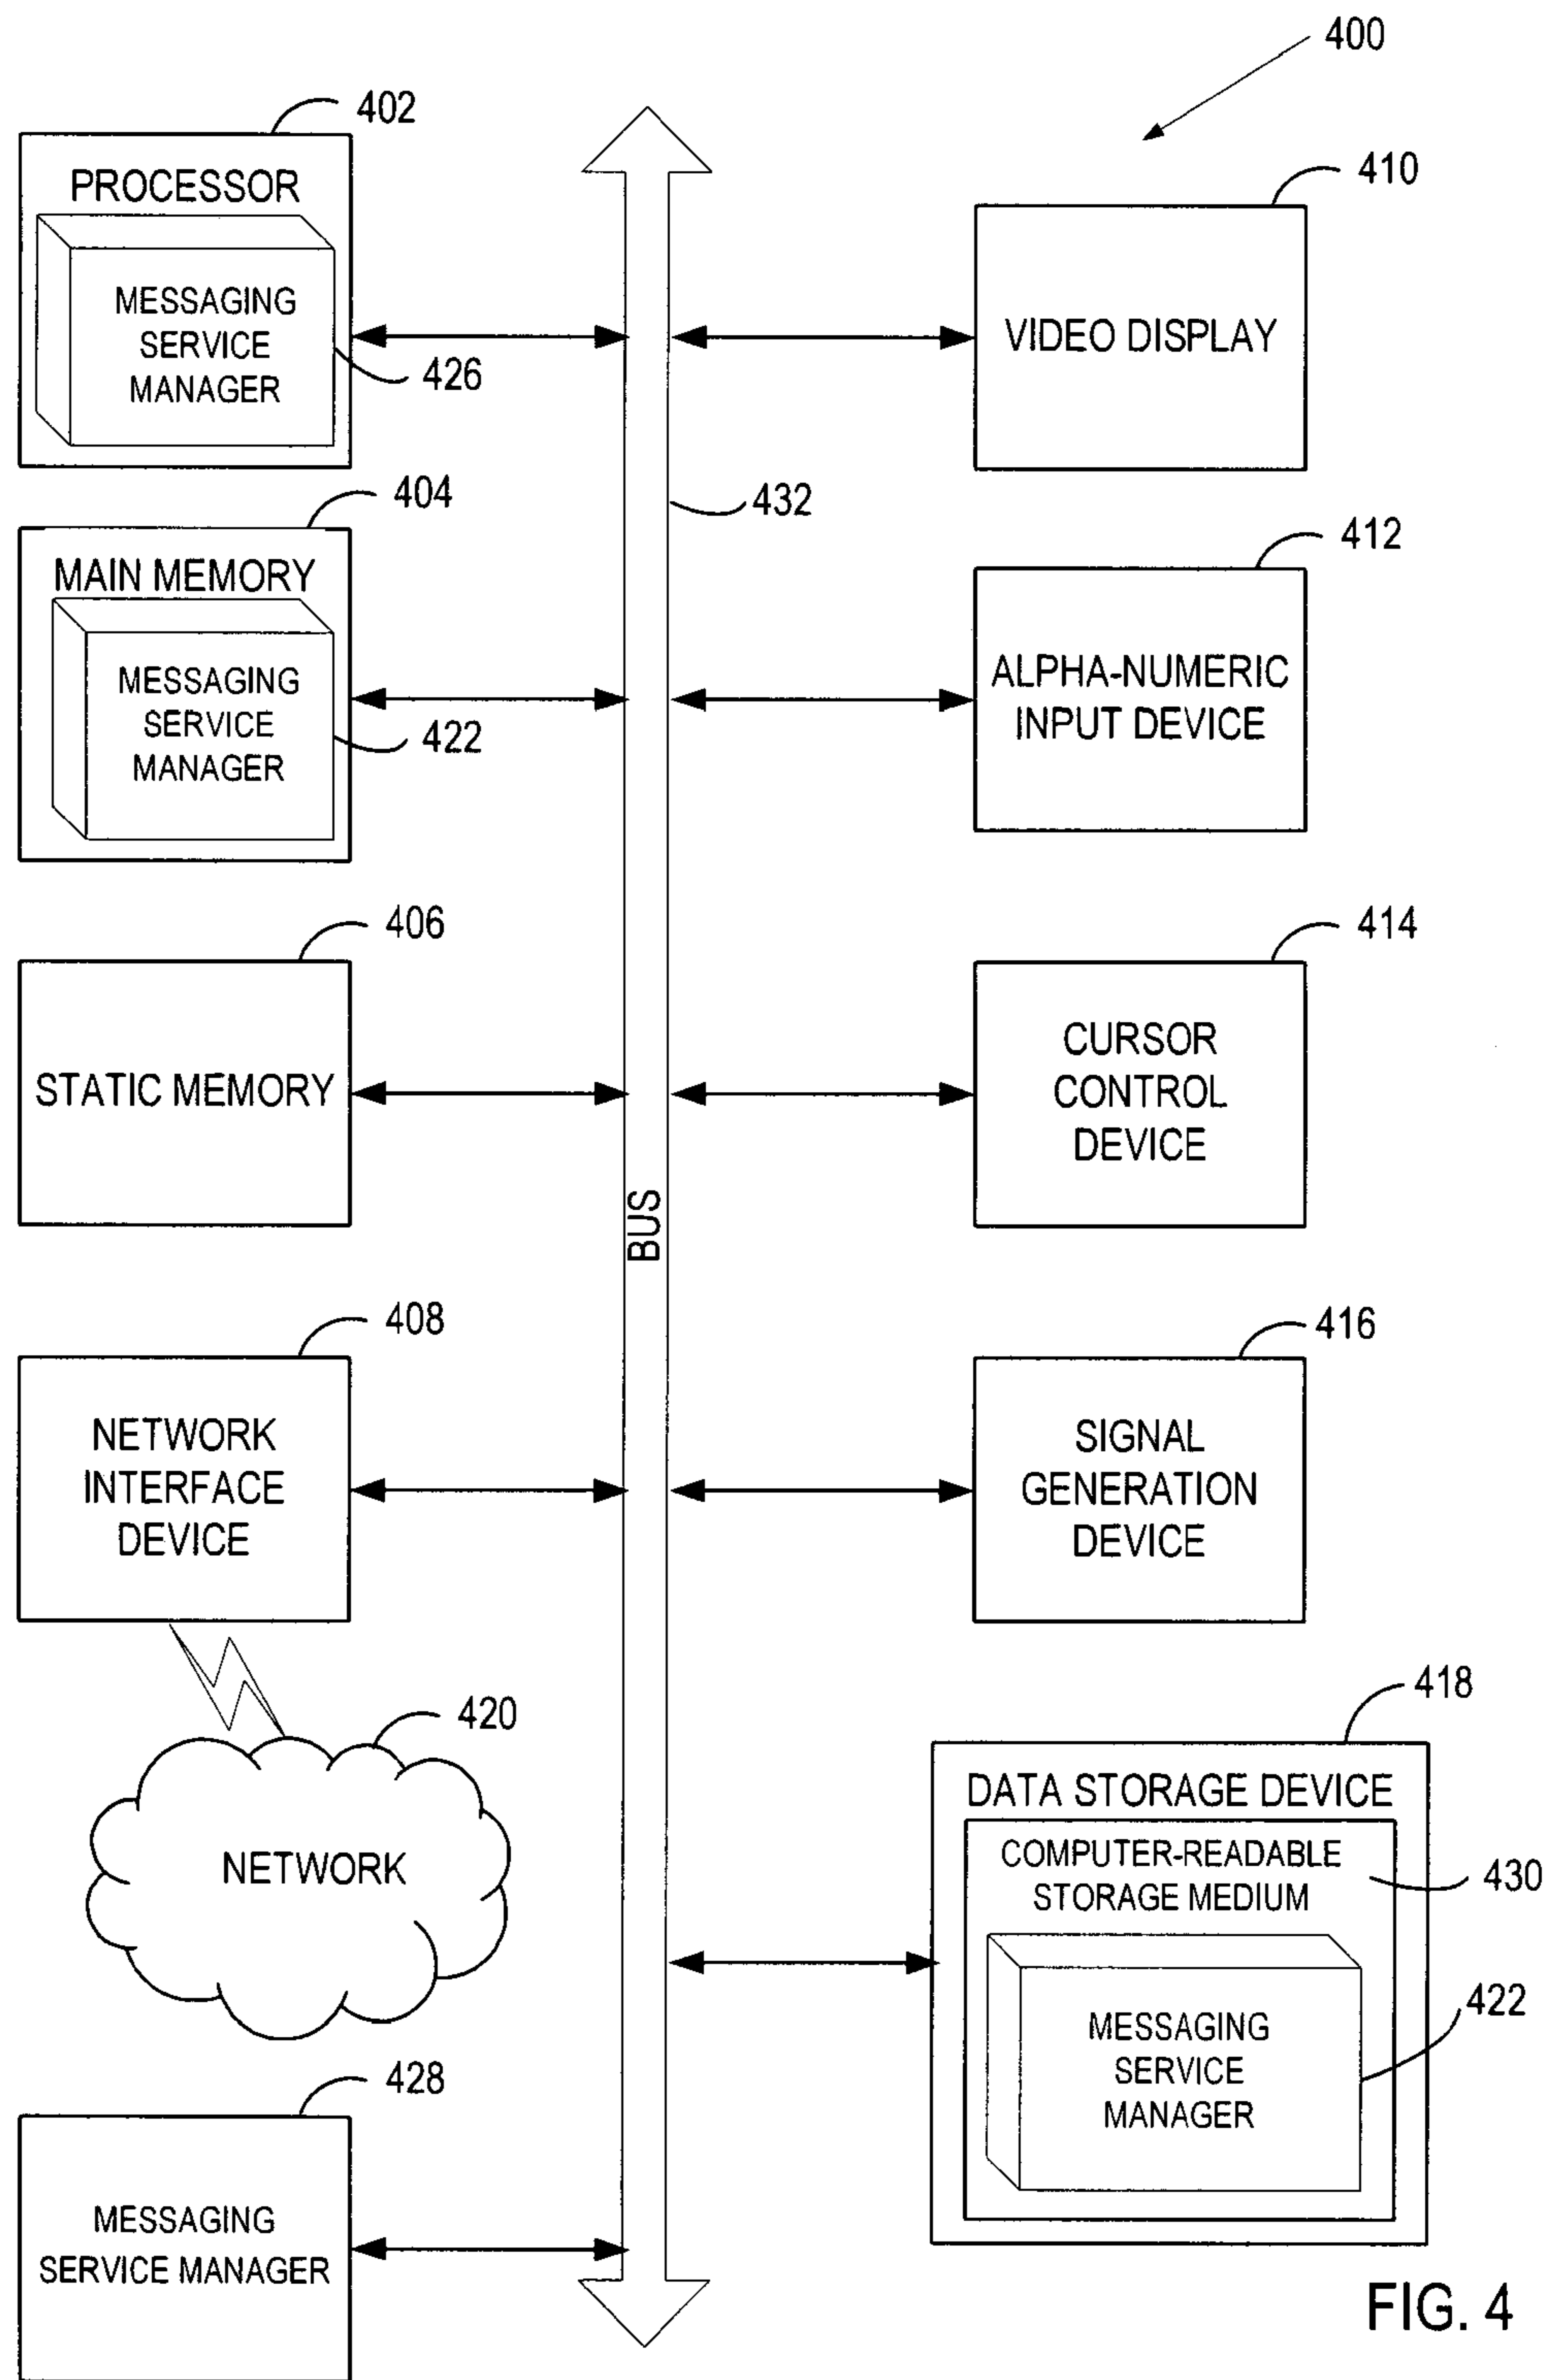 400
402
PROCESSOR
MESSAGING
SERVICE
MANAGER
426
410
VIDEO DISPLAY
404
MAIN MEMORY
MESSAGING
SERVICE
MANAGER
422
432
412
ALPHA-NUMERIC
INPUT DEVICE
406
STATIC MEMORY
414
CURSOR
CONTROL
DEVICE
BUS
408
NETWORK
INTERFACE
DEVICE
416
SIGNAL
GENERATION
DEVICE
420
NETWORK
418
DATA STORAGE DEVICE
COMPUTER-READABLE
STORAGE MEDIUM
430
MESSAGING
SERVICE
MANAGER
422
428
MESSAGING
SERVICE MANAGER
FIG. 4